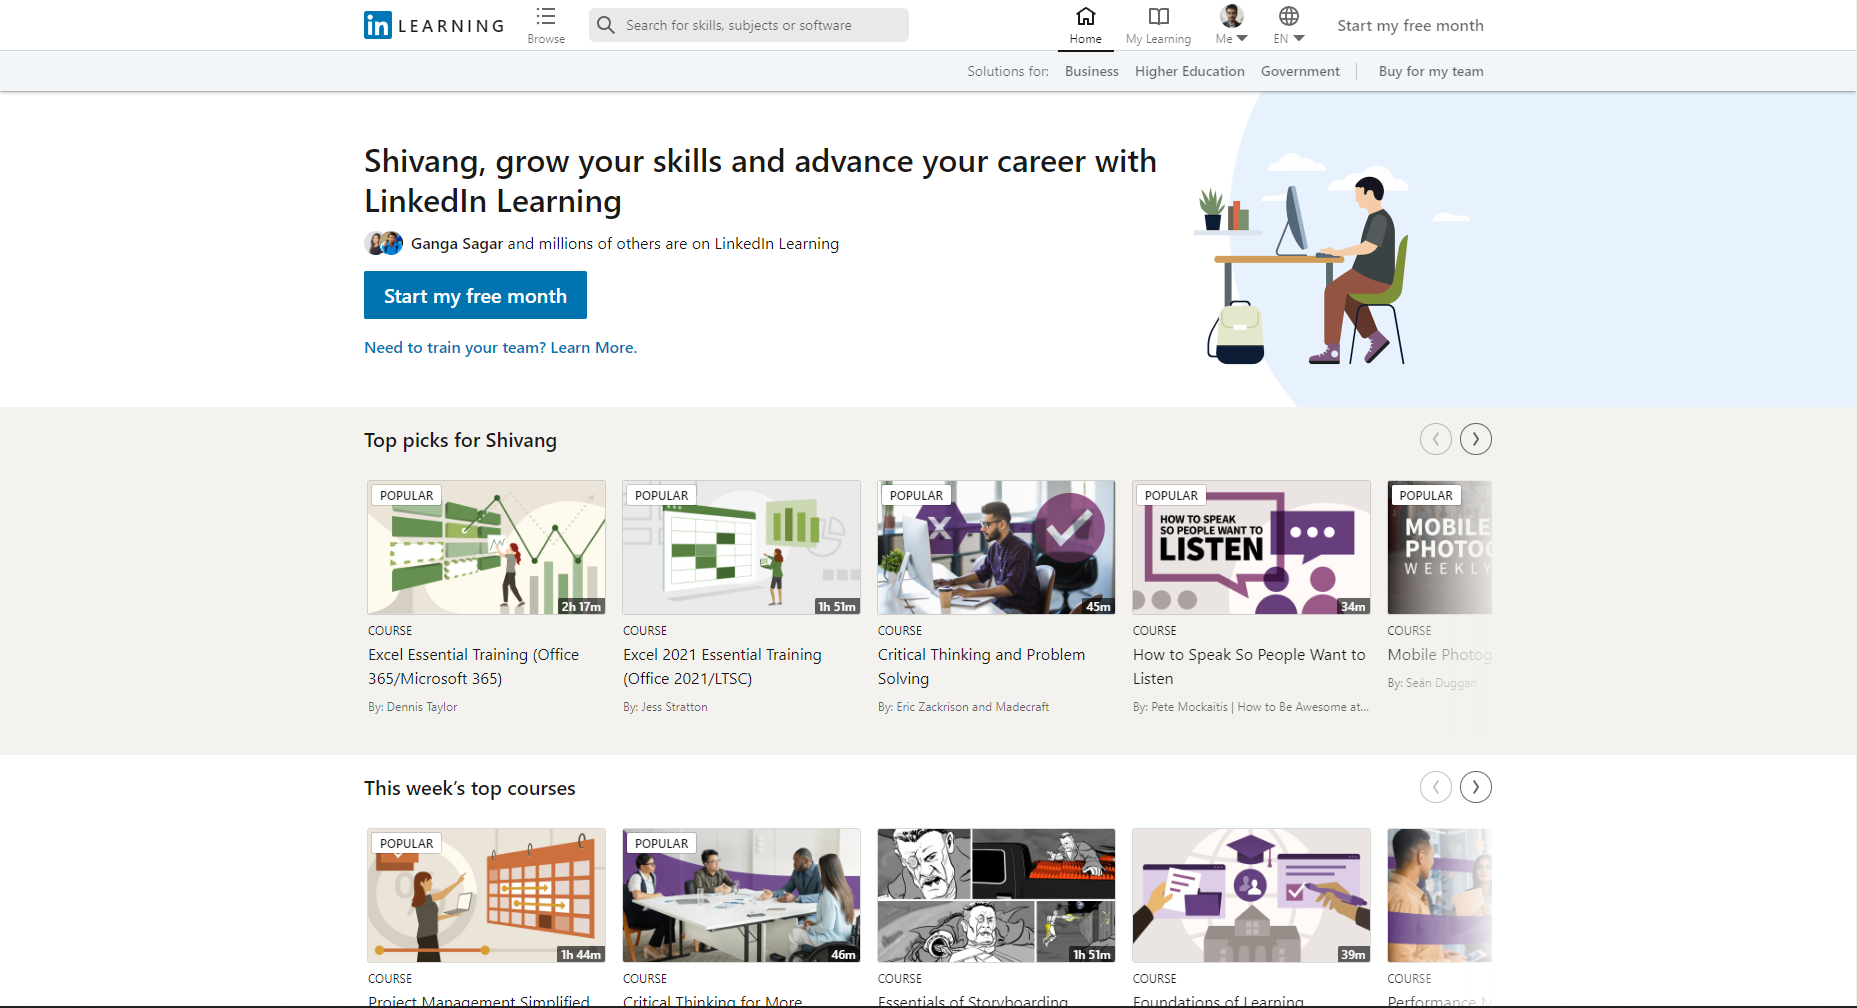 in LEARNING
Browse
Search for skills, subjects or software
Home
My Learning
Me
EN
Start my free month
Solutions for:
Business
Higher Education
Government
Buy for my team
Shivang, grow your skills and advance your career with
LinkedIn Learning
Ganga Sagar and millions of others are on LinkedIn Learning
Start my free month
Need to train your team? Learn More.
Top picks for Shivang
POPULAR
2h 17m
COURSE
Excel Essential Training (Office
365/Microsoft 365)
By: Dennis Taylor
POPULAR
1h 51m
COURSE
Excel 2021 Essential Training
(Office 2021/LTSC)
By: Jess Stratton
POPULAR
X
45m
COURSE
Critical Thinking and Problem
Solving
By: Eric Zackrison and Madecraft
POPULAR
HOW TO SPEAK
SO PEOPLE WANT TO
LISTEN
34m
COURSE
How to Speak So People Want to
Listen
By: Pete Mockaitis | How to Be Awesome at...
POPULAR
MOBILE
PHOTOG
WEEKLY
COURSE
Mobile Photog
By: Seán Duggan
This week’s top courses
POPULAR
1h 44m
COURSE
Project Management Simplified
POPULAR
46m
COURSE
Critical Thinking for More
1h 51m
COURSE
Essentials of Storyboarding
39m
COURSE
Foundations of Learning
COURSE
Performance M